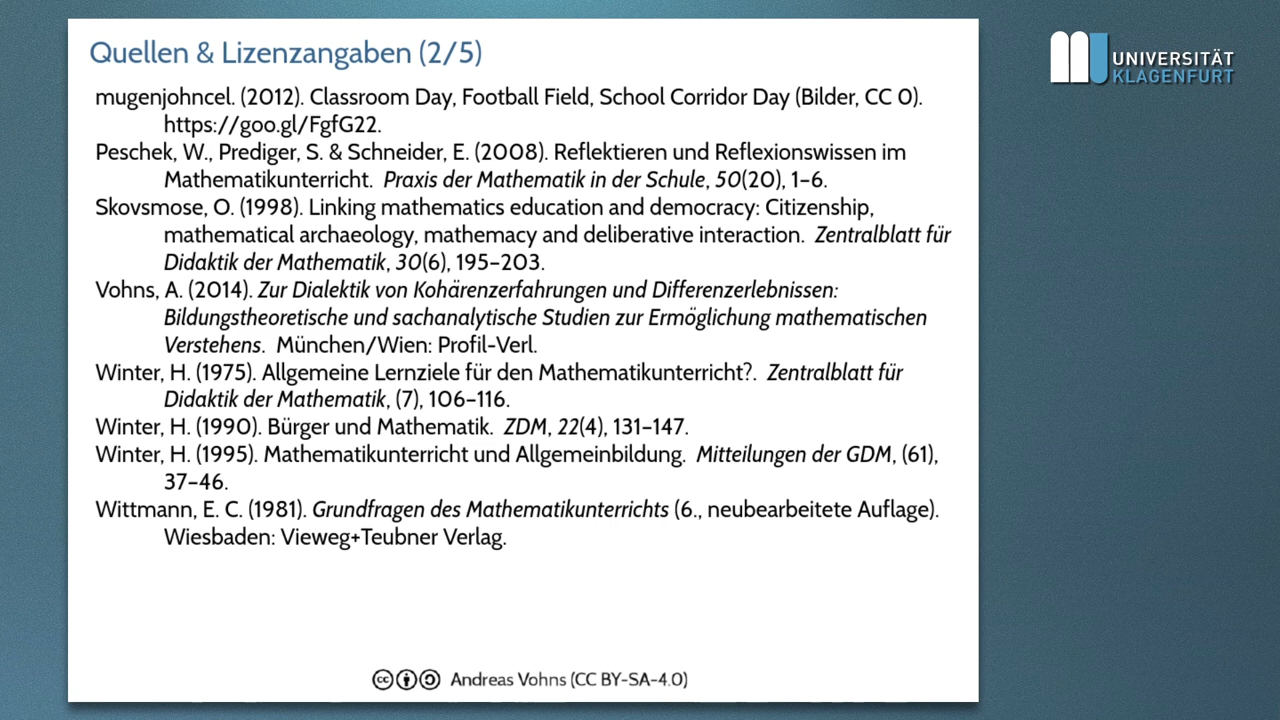 Quellen & Lizenzangaben (2/5)
UNIVERSITÄT
KLAGENFURT
mugenjohncel. (2012). Classroom Day, Football Field, School Corridor Day (Bilder, CC 0).
https://goo.gl/FgfG22.
Peschek, W., Prediger, S. & Schneider, E. (2008). Reflektieren und Reflexionswissen im
Mathematikunterricht. Praxis der Mathematik in der Schule, 50(20), 1–6.
Skovsmose, O. (1998). Linking mathematics education and democracy: Citizenship,
mathematical archaeology, mathemacy and deliberative interaction. Zentralblatt für
Didaktik der Mathematik, 30(6), 195–203.
Vohns, A. (2014). Zur Dialektik von Kohärenzerfahrungen und Differenzerlebnissen:
Bildungstheoretische und sachanalytische Studien zur Ermöglichung mathematischen
Verstehens. München/Wien: Profil-Verl.
Winter, H. (1975). Allgemeine Lernziele für den Mathematikunterricht?. Zentralblatt für
Didaktik der Mathematik, (7), 106–116.
Winter, H. (1990). Bürger und Mathematik. ZDM, 22(4), 131–147.
Winter, H. (1995). Mathematikunterricht und Allgemeinbildung. Mitteilungen der GDM, (61),
37–46.
Wittmann, E. C. (1981). Grundfragen des Mathematikunterrichts (6., neubearbeitete Auflage).
Wiesbaden: Vieweg+Teubner Verlag.
Andreas Vohns (CC BY-SA-4.0)